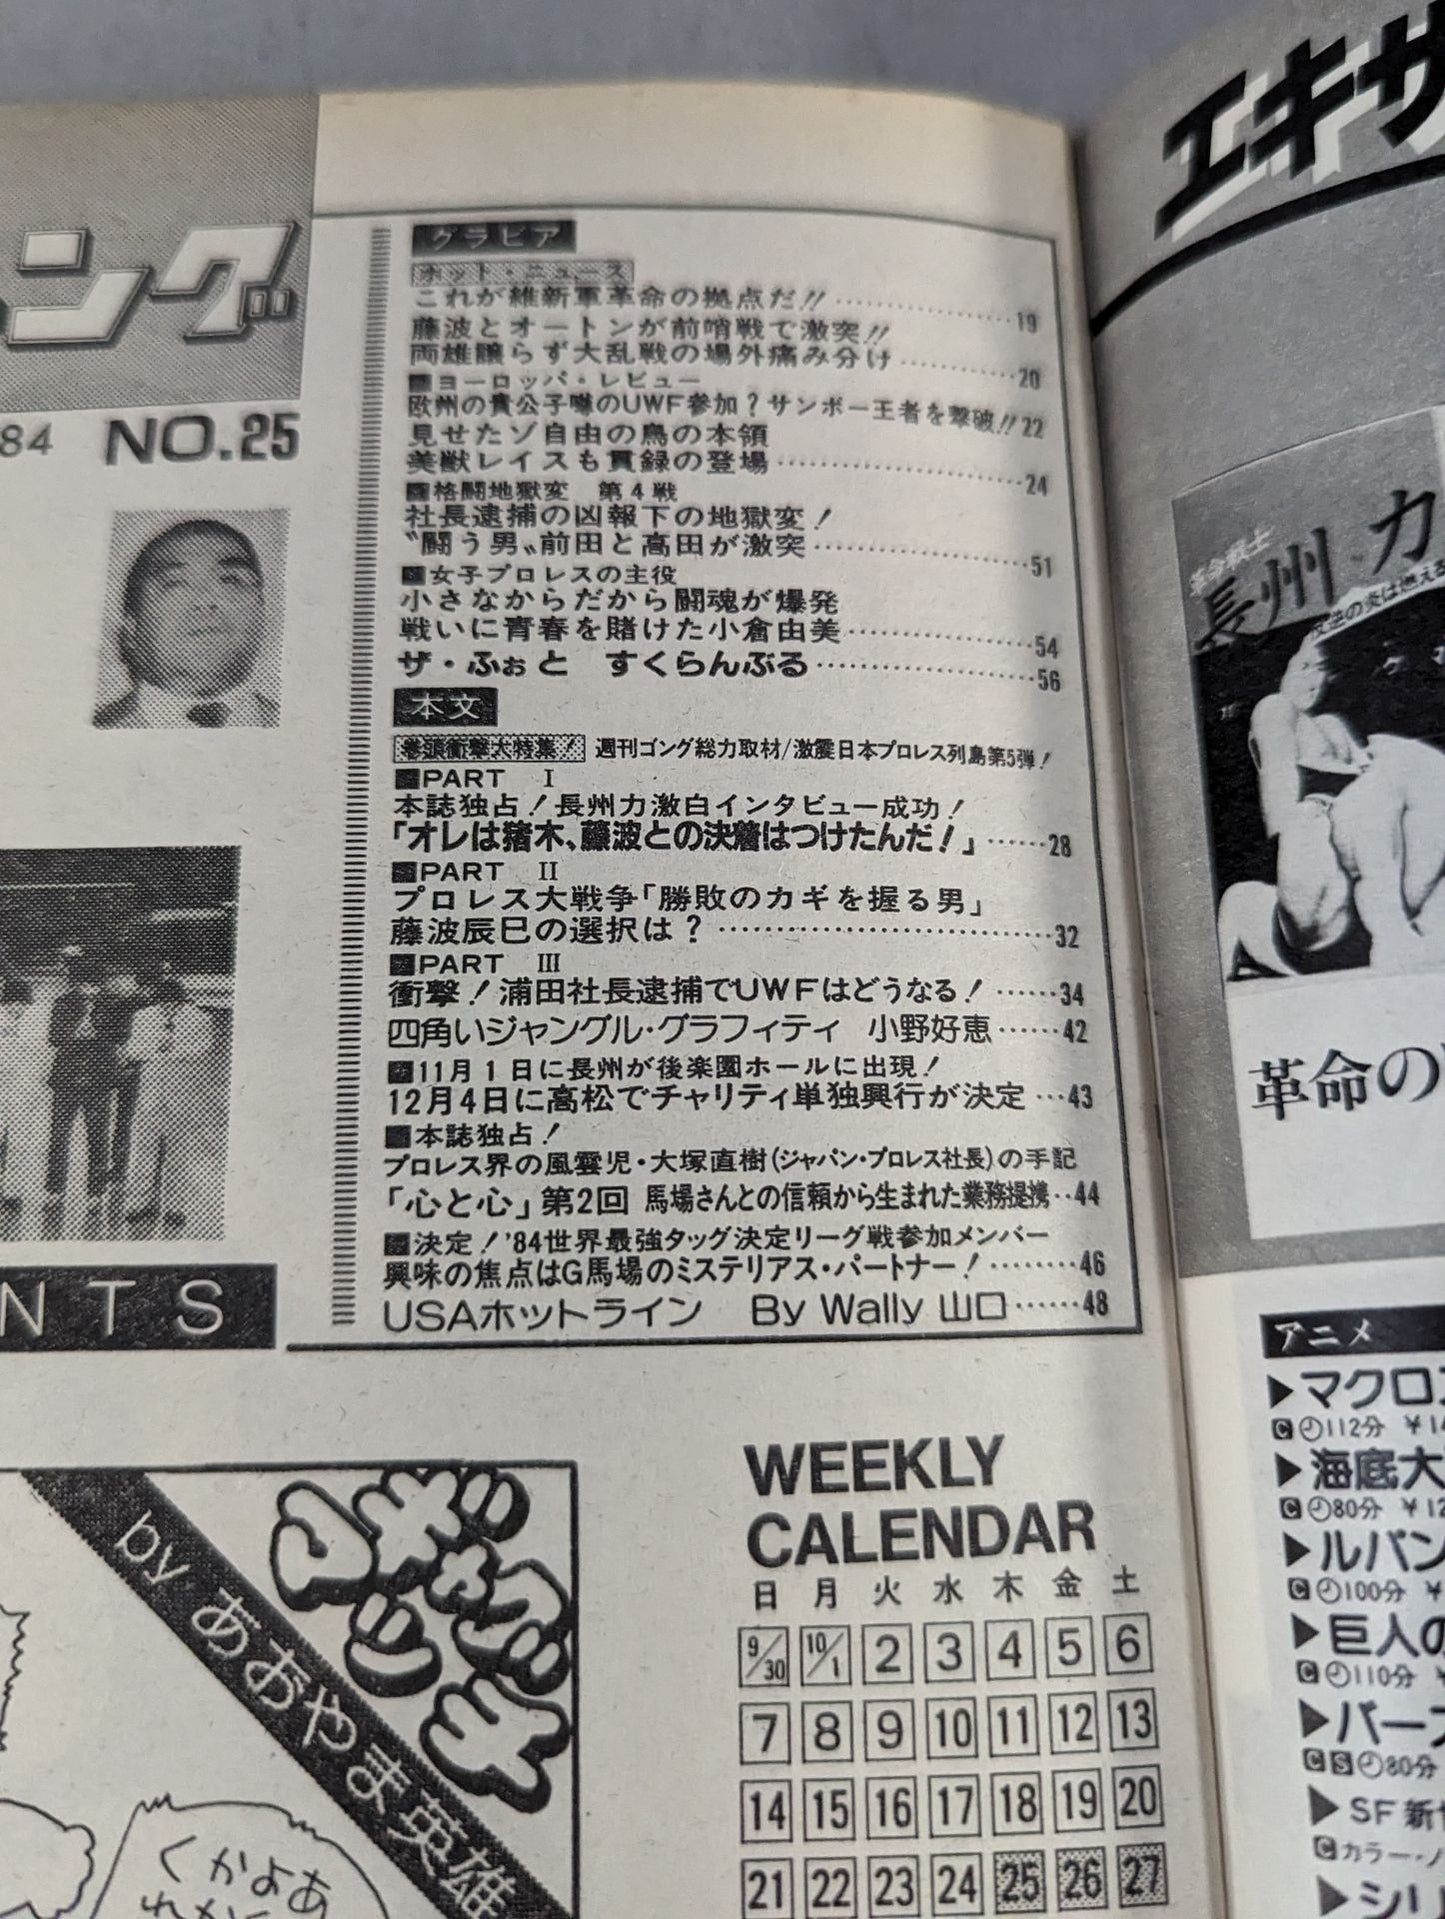 ング
84 NO.25
グラビア
ホット・ニュース
これが維新軍革命の拠点だ!!…………19
藤波とオートンが前哨戦で激突!!
両雄譲らず大乱戦の場外痛み分け…………20
■ヨーロッパ・レビュー
欧州の貴公子噂のUWF参加?サンボー王者を撃破!!22
見せたゾ自由の鳥の本領
美獣レイスも貫録の登場…………24
■格闘地獄変 第4戦
社長逮捕の凶報下の地獄変!
〝闘う男〟前田と高田が激突…………51
■女子プロレスの主役
小さなからだから闘魂が爆発
戦いに青春を賭けた小倉由美…………54
ザ・ふぉと すくらんぶる…………56
本文
巻頭衝撃大特集! 週刊ゴング総力取材/激震日本プロレス列島第5弾!
■PART Ⅰ
本誌独占!長州力激白インタビュー成功!
「オレは猪木、藤波との決着はつけたんだ!」……28
■PART Ⅱ
プロレス大戦争「勝敗のカギを握る男」
藤波辰巳の選択は?…………32
■PART Ⅲ
衝撃!浦田社長逮捕でUWFはどうなる!……34
四角いジャングル・グラフィティ 小野好恵……42
■11月1日に長州が後楽園ホールに出現!
12月4日に高松でチャリティ単独興行が決定…43
■本誌独占!
プロレス界の風雲児・大塚直樹(ジャパン・プロレス社長)の手記
「心と心」第2回 馬場さんとの信頼から生まれた業務提携‥44
■決定!'84世界最強タッグ決定リーグ戦参加メンバー
興味の焦点はG馬場のミステリアス・パートナー!………46
USAホットライン By Wally 山口……48
NTS
by あおやま英雄
くかよあ
WEEKLY
CALENDAR
日 月 火 水 木 金 土
9/30 10/1 2 3 4 5 6
7 8 9 10 11 12 13
14 15 16 17 18 19 20
21 22 23 24 25 26 27
エキサ
革命戦士
長州力
革命の
アニメ
▶マクロス
C 112分 ¥14
▶海底大
C 80分 ¥12
▶ルパン
C 100分 ¥
▶巨人の
C 110分 ¥
▶バース
C S 80分
▶SF新世
C カラー・ノ
▶シリ